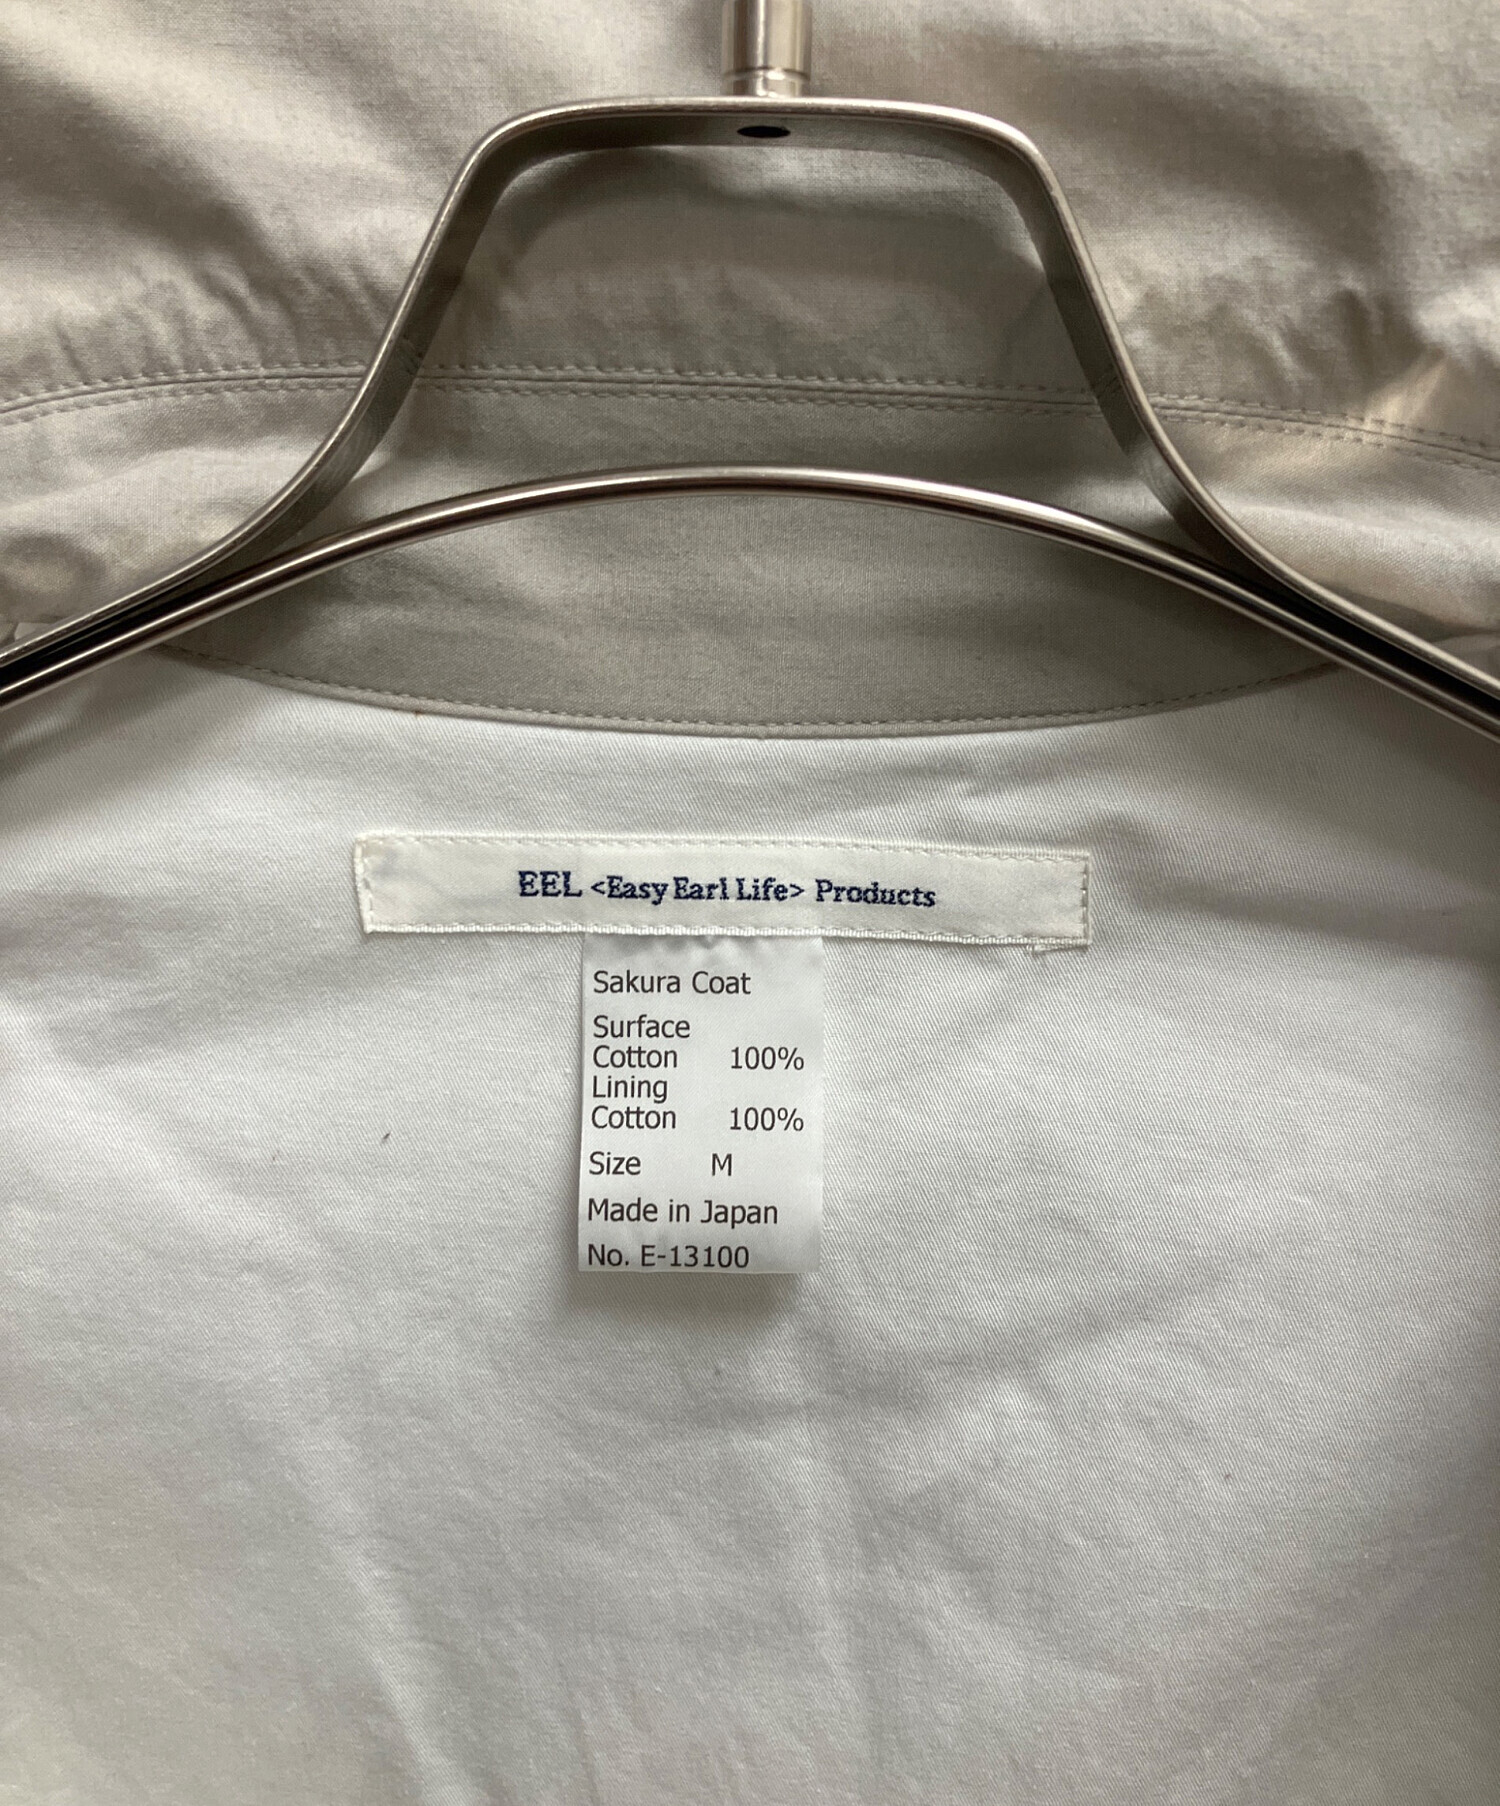 EEL <Easy Earl Life> Products
Sakura Coat
Surface
Cotton 100%
Lining
Cotton 100%
Size M
Made in Japan
No. E-13100